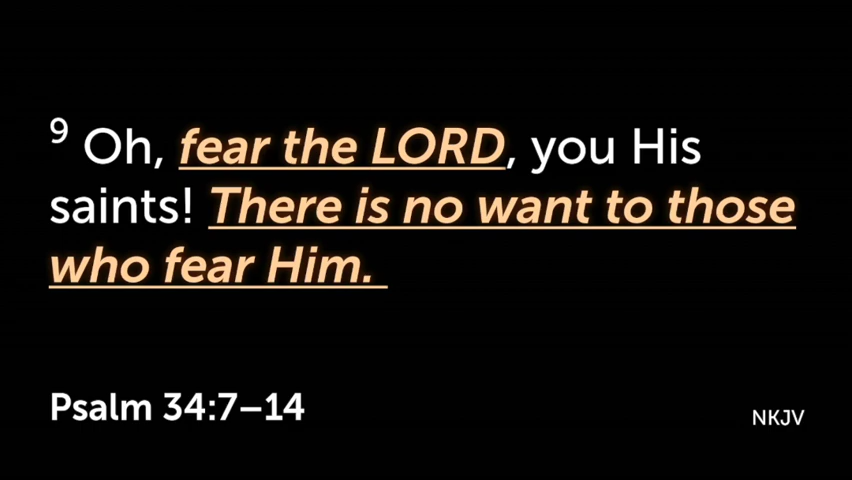 9 Oh, fear the LORD, you His
saints! There is no want to those
who fear Him.
Psalm 34:7–14
NKJV